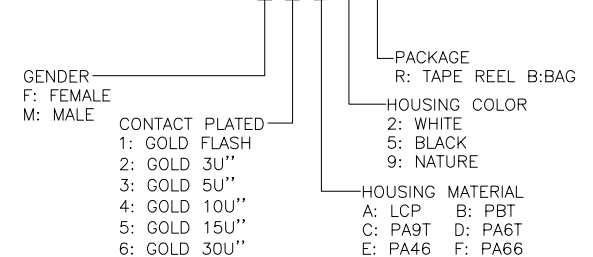 PACKAGE
R: TAPE REEL B:BAG
GENDER
F: FEMALE
M: MALE
HOUSING COLOR
2: WHITE
5: BLACK
9: NATURE
CONTACT PLATED
1: GOLD FLASH
2: GOLD 3U''
3: GOLD 5U''
4: GOLD 10U''
5: GOLD 15U''
6: GOLD 30U''
HOUSING MATERIAL
A: LCP B: PBT
C: PA9T D: PA6T
E: PA46 F: PA66